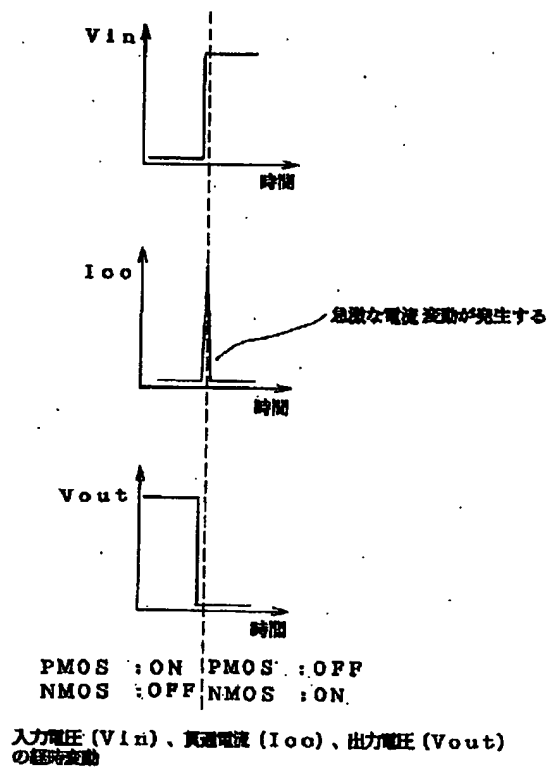 Vin
時間
Icc
急激な電流変動が発生する
時間
Vout
時間
PMOS :ON PMOS :OFF
NMOS :OFF NMOS :ON
入力電圧(Vin)、貫通電流(Icc)、出力電圧(Vout)
の経時変動